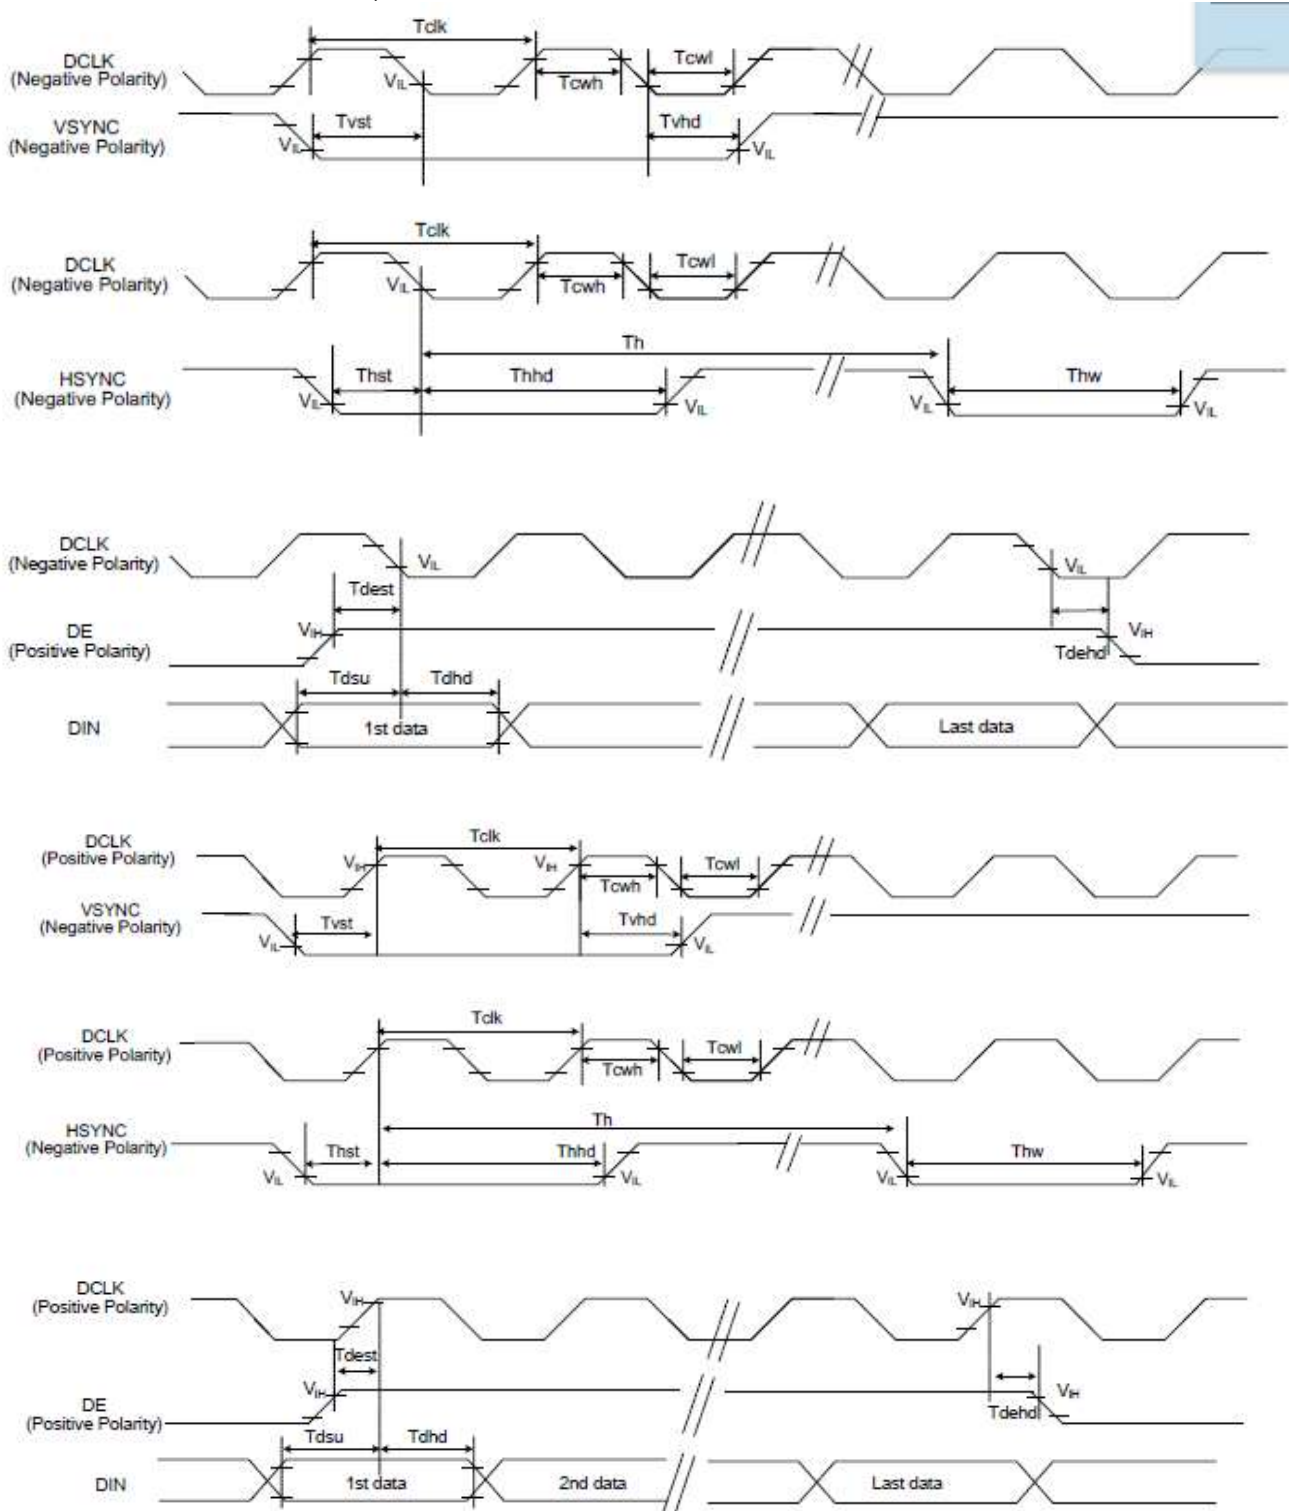 Tclk
DCLK
(Negative Polarity)
VIL
Tcwh
Tcwl
VSYNC
(Negative Polarity)
VIL
Tvst
Tvhd
VIL
Tclk
DCLK
(Negative Polarity)
VIL
Tcwh
Tcwl
Th
HSYNC
(Negative Polarity)
VIL
Thst
Thhd
VIL
VIL
Thw
VIL
DCLK
(Negative Polarity)
VIL
VIL
Tdest
DE
(Positive Polarity)
VIH
VIH
Tdehd
Tdsu
Tdhd
DIN
1st data
Last data
DCLK
(Positive Polarity)
VIH
Tclk
VIH
Tcwh
Tcwl
VSYNC
(Negative Polarity)
VIL
Tvst
Tvhd
VIL
Tclk
DCLK
(Positive Polarity)
Tcwh
Tcwl
Th
HSYNC
(Negative Polarity)
VIL
Thst
Thhd
VIL
VIL
Thw
VIL
DCLK
(Positive Polarity)
VIH
VIH
Tdest
DE
(Positive Polarity)
VIH
VIH
Tdehd
Tdsu
Tdhd
DIN
1st data
2nd data
Last data